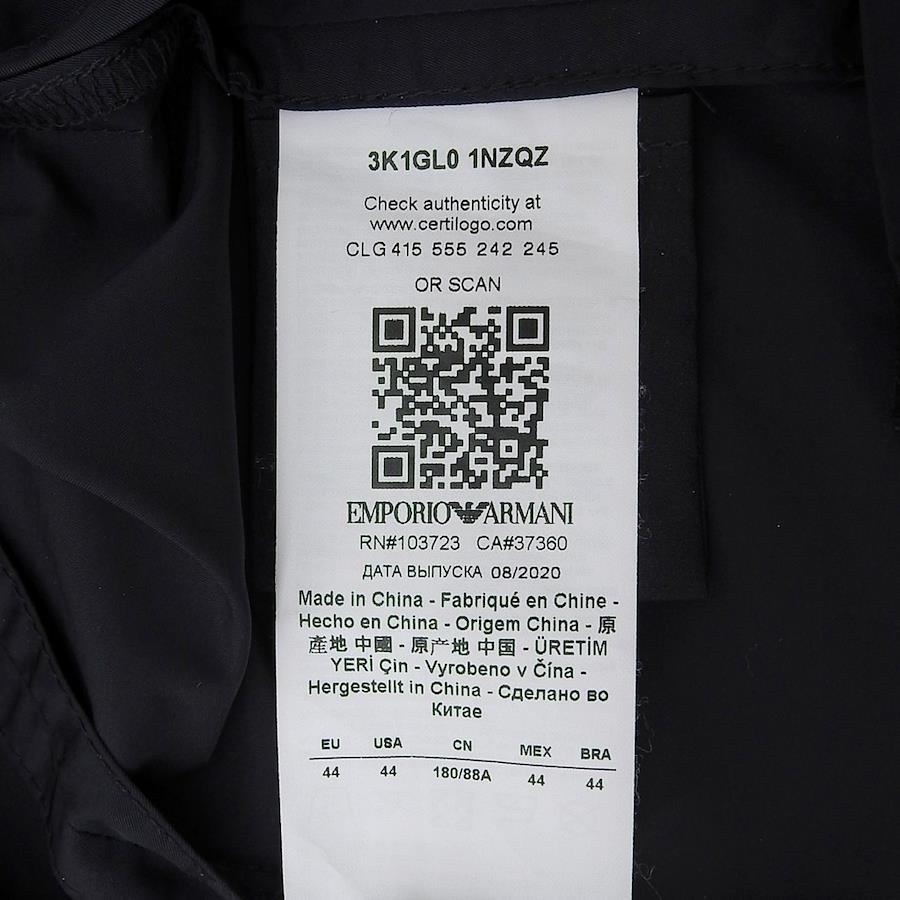 3K1GL0 1NZQZ
Check authenticity at
www.certilogo.com
CLG 415 555 242 245
OR SCAN
EMPORIO ARMANI
RN#103723 CA#37360
ДАТА ВЫПУСКА 08/2020
Made in China - Fabriqué en Chine -
Hecho en China - Origem China - 原
產地 中國 - 原产地 中国 - ÜRETİM
YERİ Çin - Vyrobeno v Čína -
Hergestellt in China - Сделано во
Китае
EU USA CN MEX BRA
44 44 180/88A 44 44